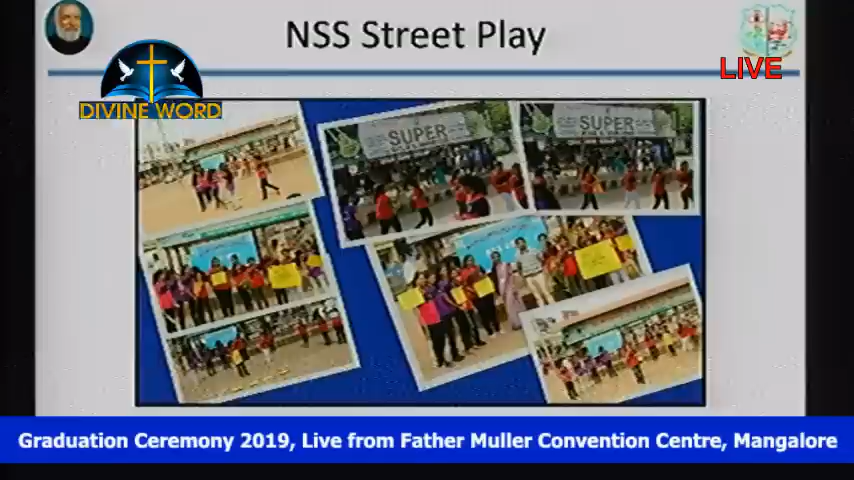 NSS Street Play
LIVE
DIVINE WORD
SUPER
SUPER
Graduation Ceremony 2019, Live from Father Muller Convention Centre, Mangalore